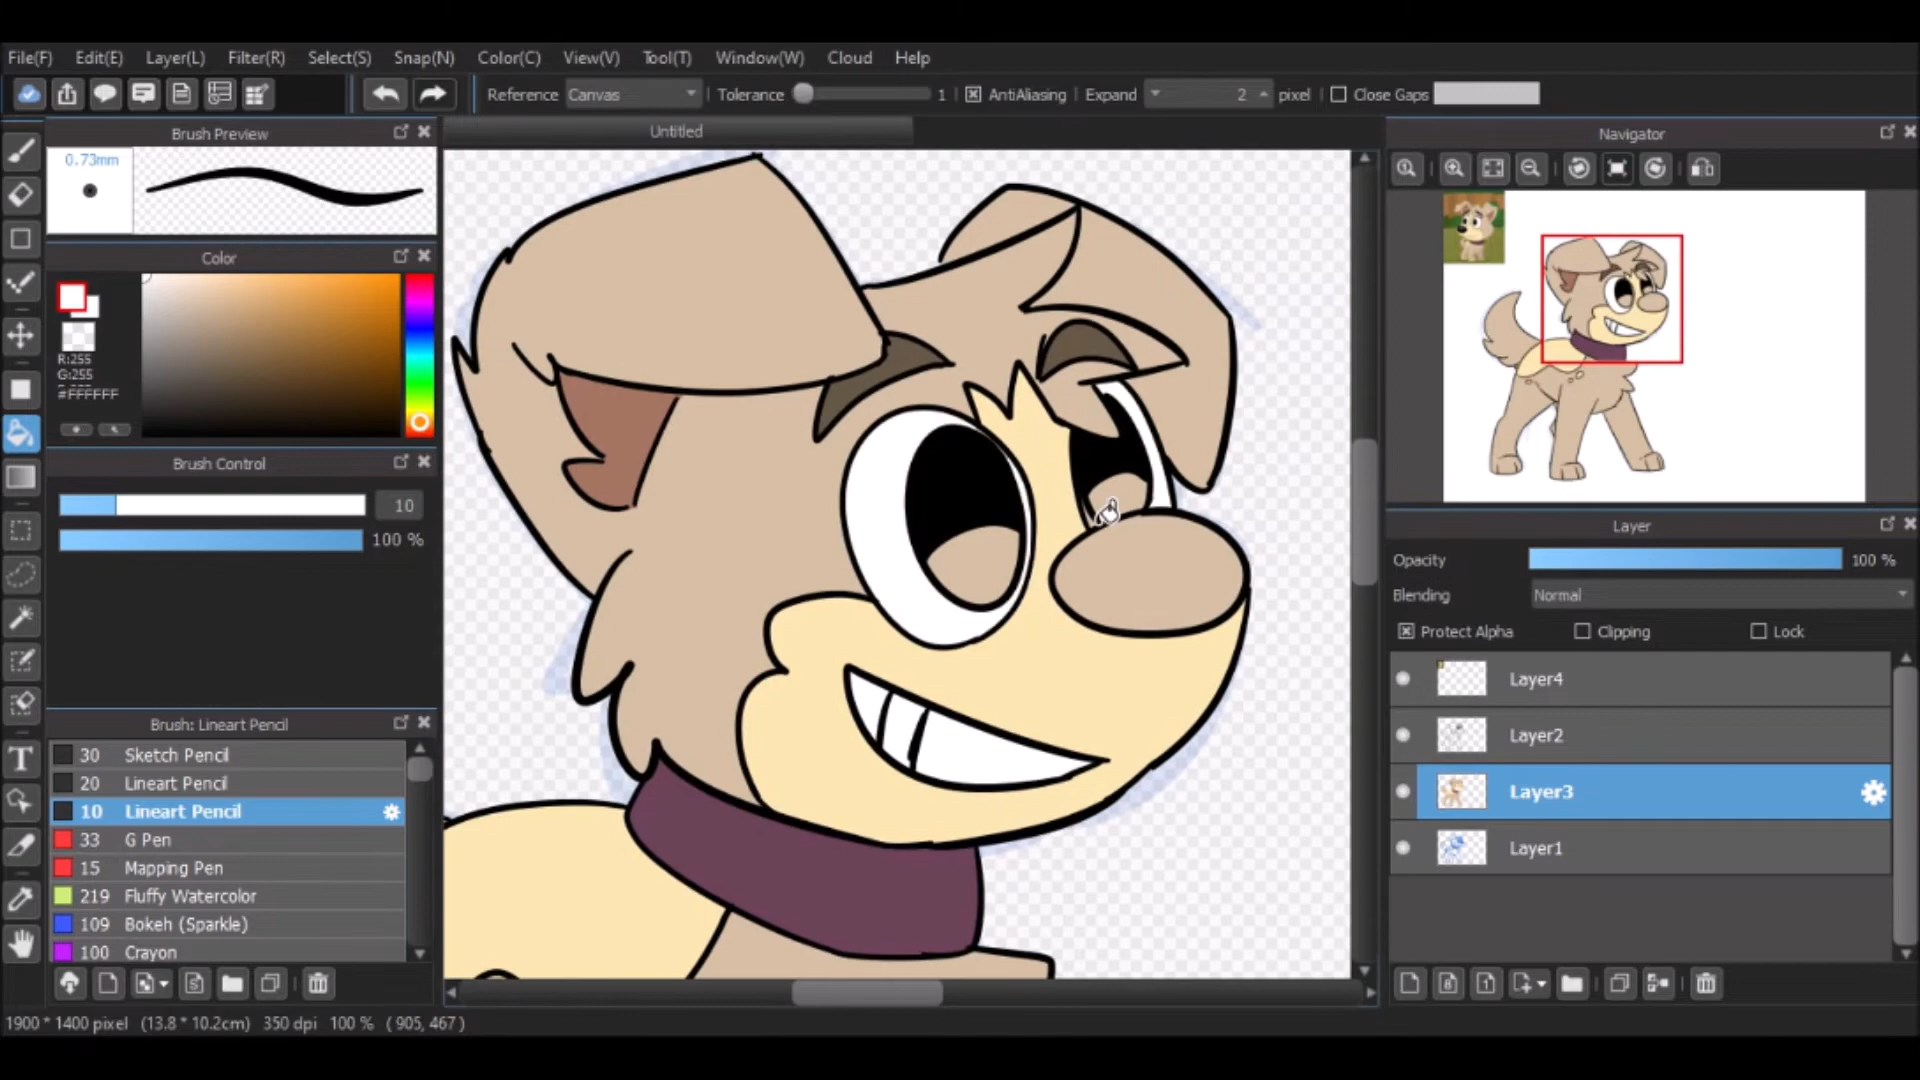 File(F) Edit(E) Layer(L) Filter(R) Select(S) Snap(N) Color(C) View(V) Tool(T) Window(W) Cloud Help
Reference Canvas Tolerance 1 AntiAliasing Expand 2 pixel Close Gaps
Brush Preview
Untitled
Navigator
0.73mm
Color
R:255
G:255
#FFFFFF
Brush Control
10
100 %
Layer
Opacity 100 %
Blending Normal
Protect Alpha Clipping Lock
Layer4
Layer2
Layer3
Layer1
Brush: Lineart Pencil
30 Sketch Pencil
20 Lineart Pencil
10 Lineart Pencil
33 G Pen
15 Mapping Pen
219 Fluffy Watercolor
109 Bokeh (Sparkle)
100 Crayon
1900 * 1400 pixel (13.8 * 10.2cm) 350 dpi 100 % ( 905, 467 )